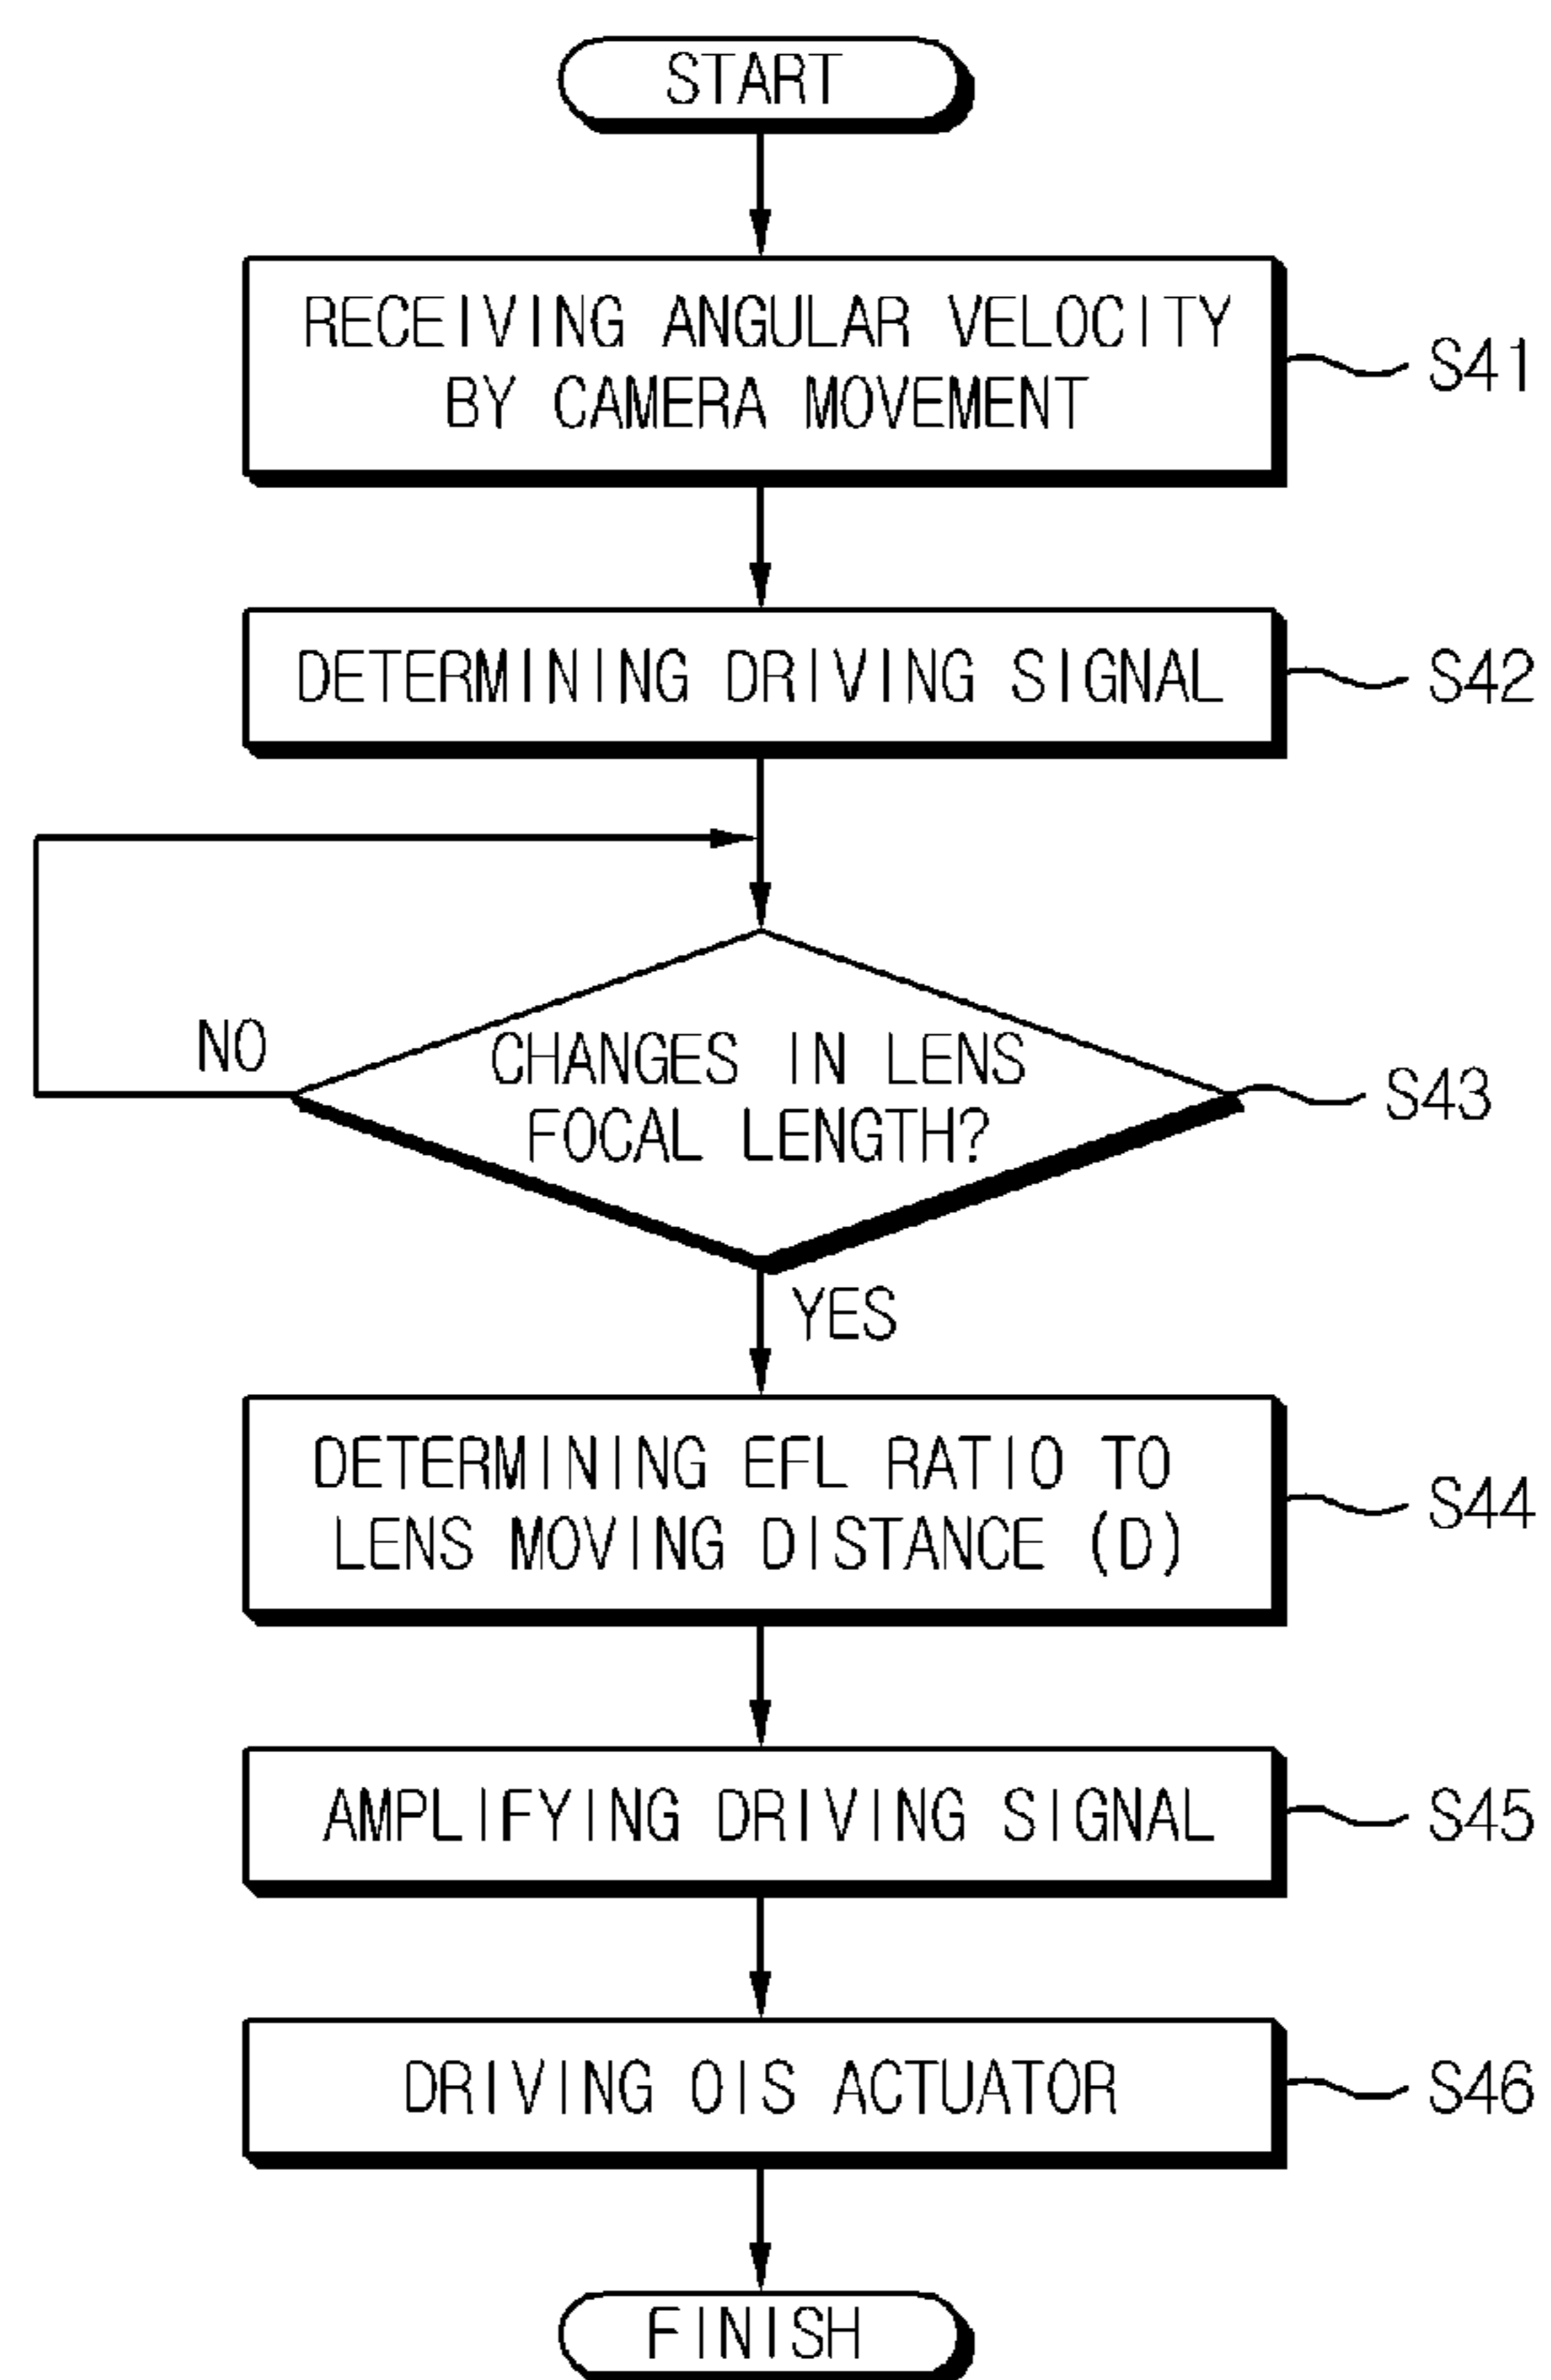 START
RECEIVING ANGULAR VELOCITY
BY CAMERA MOVEMENT
S41
DETERMINING DRIVING SIGNAL
S42
NO
CHANGES IN LENS
FOCAL LENGTH?
S43
YES
DETERMINING EFL RATIO TO
LENS MOVING DISTANCE (D)
S44
AMPLIFYING DRIVING SIGNAL
S45
DRIVING OIS ACTUATOR
S46
FINISH